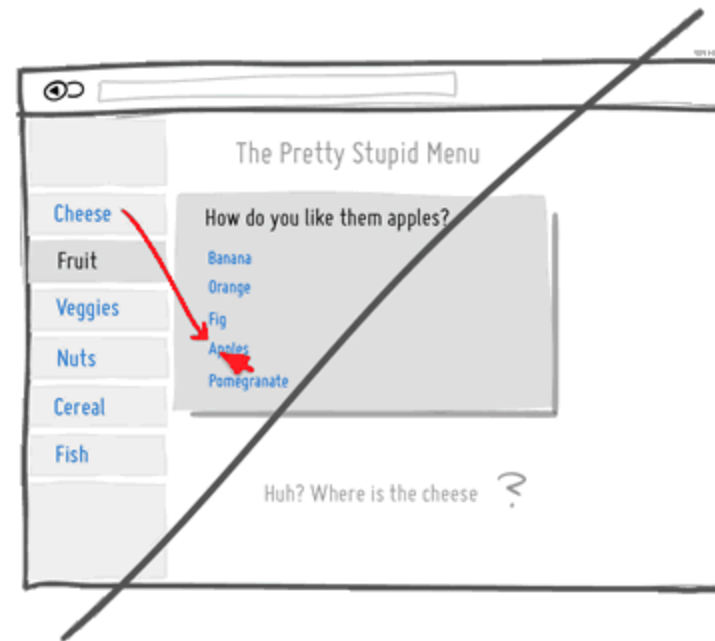 The Pretty Stupid Menu
Cheese
Fruit
Veggies
Nuts
Cereal
Fish
How do you like them apples?
Banana
Orange
Fig
Apples
Pomegranate
Huh? Where is the cheese ?